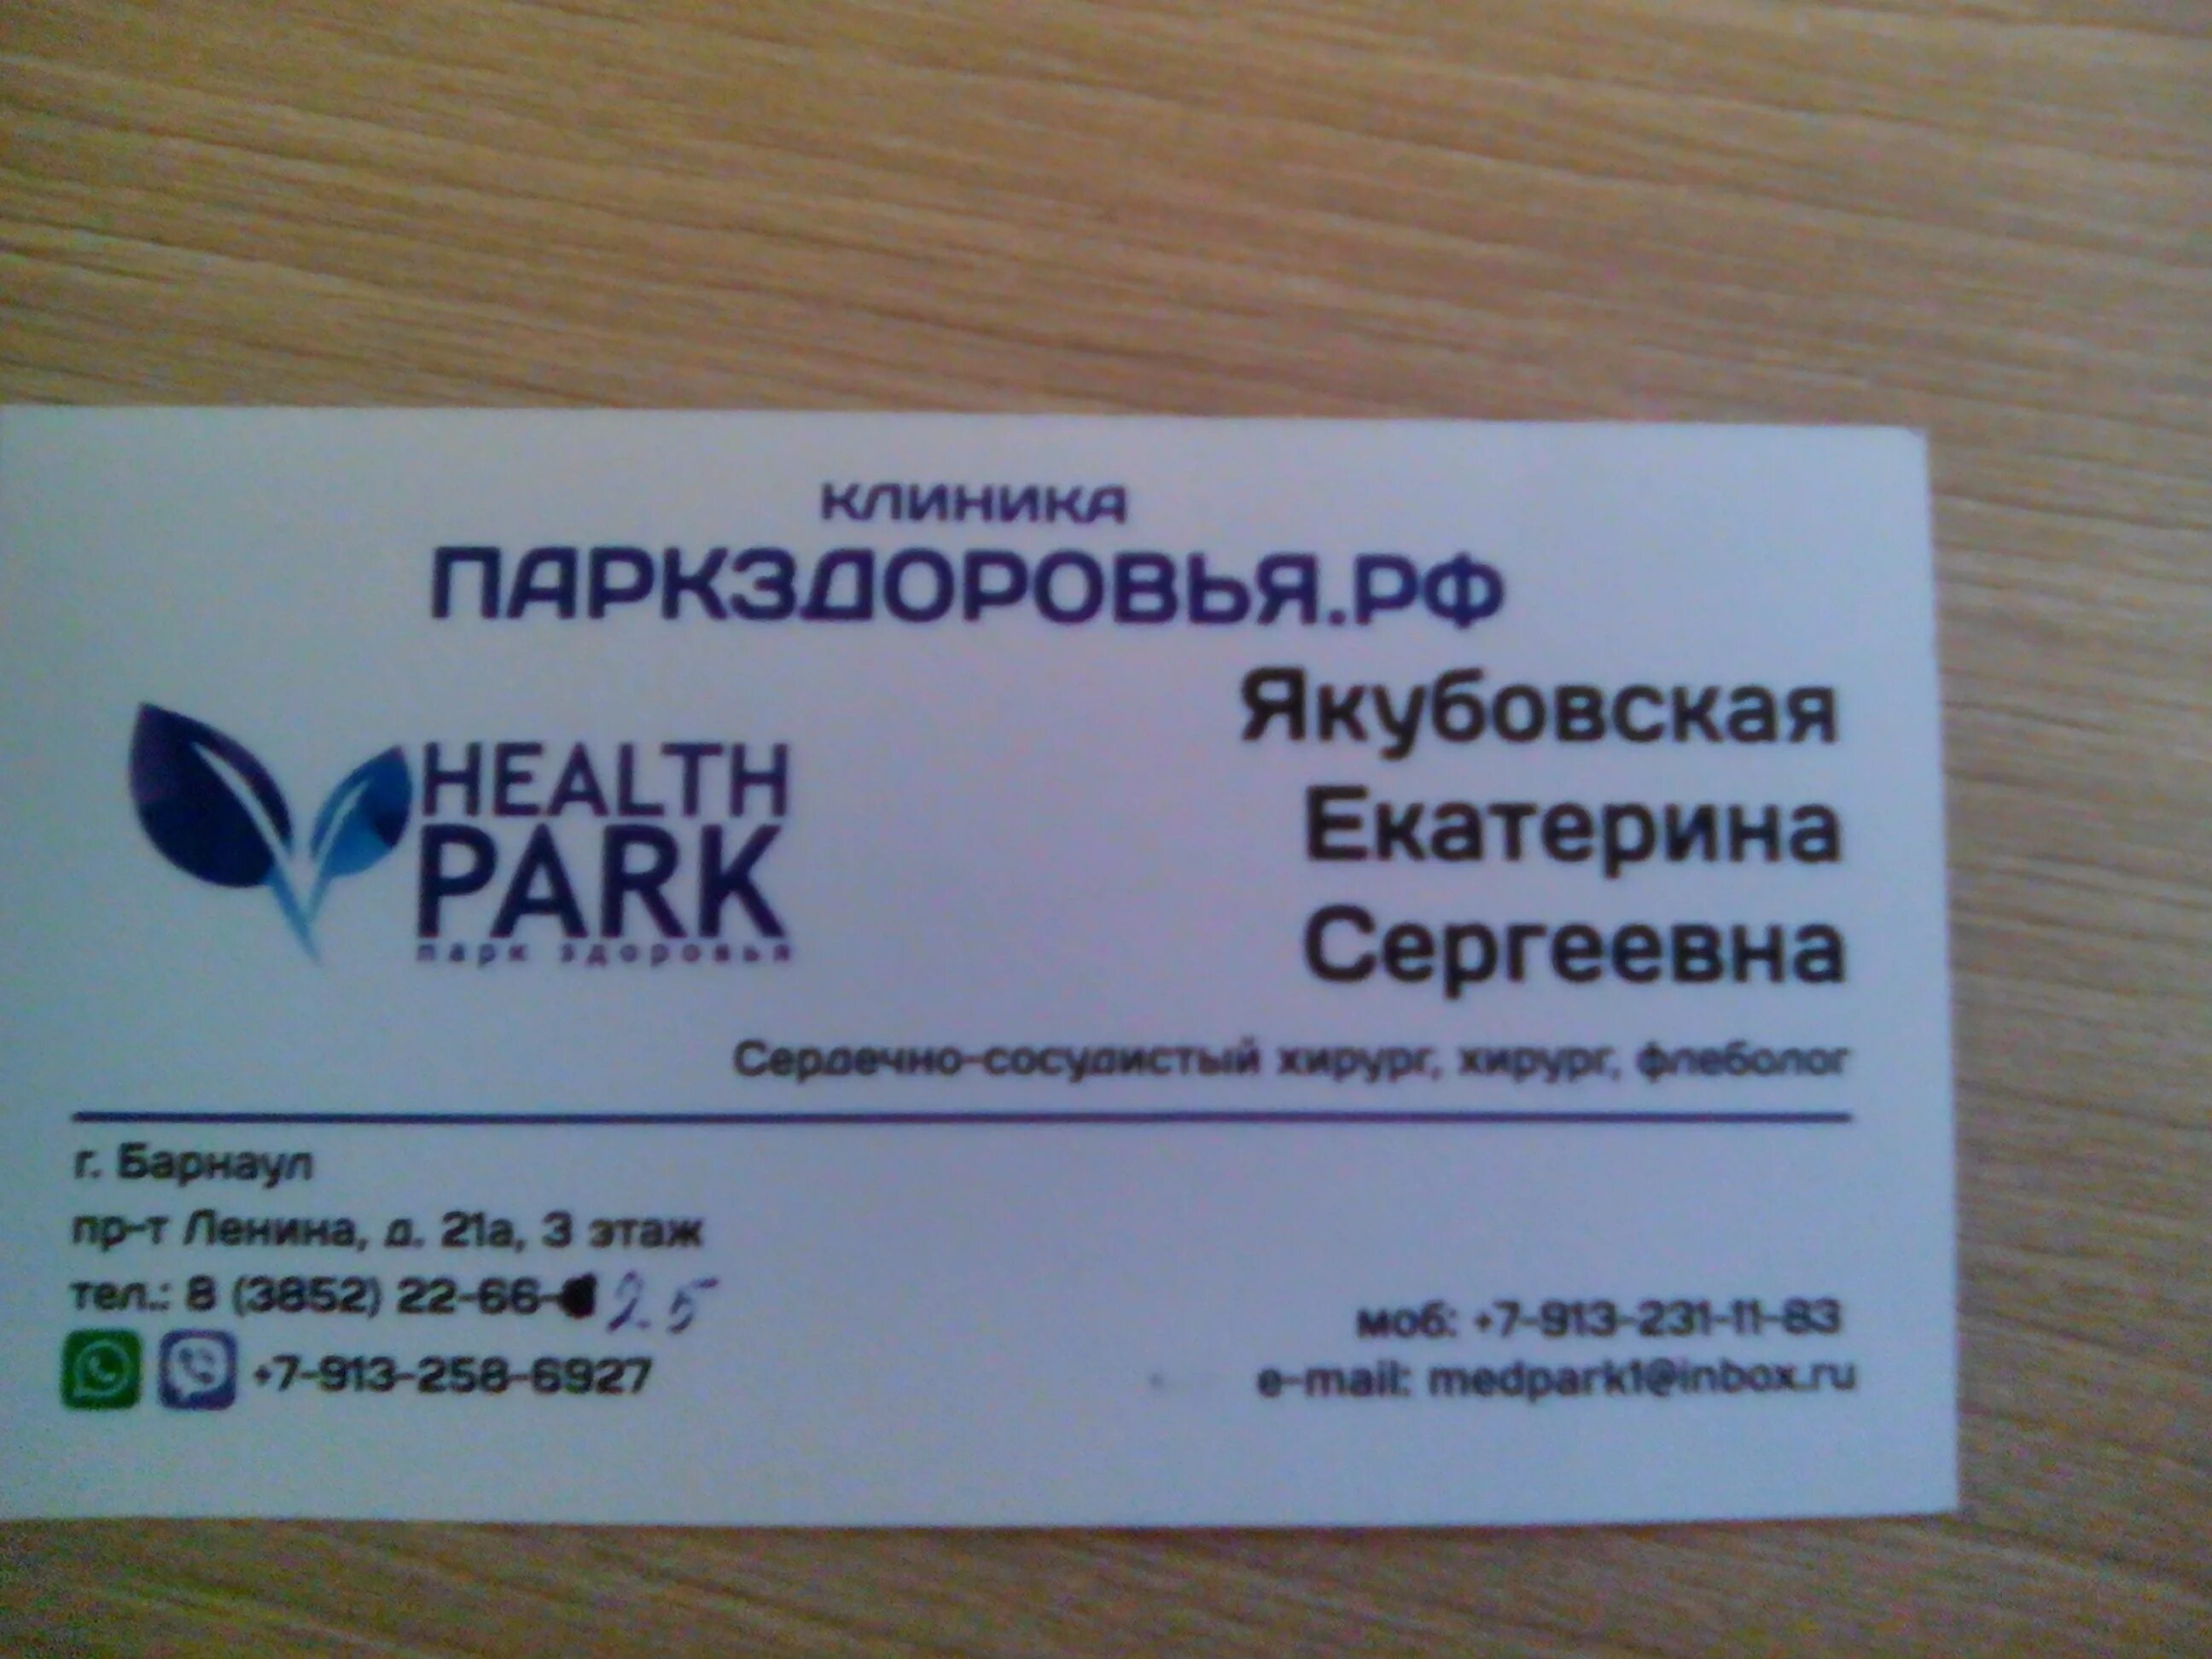 КЛИНИКА
ПАРКЗДОРОВЬЯ.РФ
HEALTH
PARK
парк здоровья
Якубовская
Екатерина
Сергеевна
Сердечно-сосудистый хирург, хирург, флеболог
г. Барнаул
пр-т Ленина, д. 21а, 3 этаж
тел.: 8 (3852) 22-66-25
+7-913-258-6927
моб: +7-913-231-11-83
e-mail: medpark1@inbox.ru